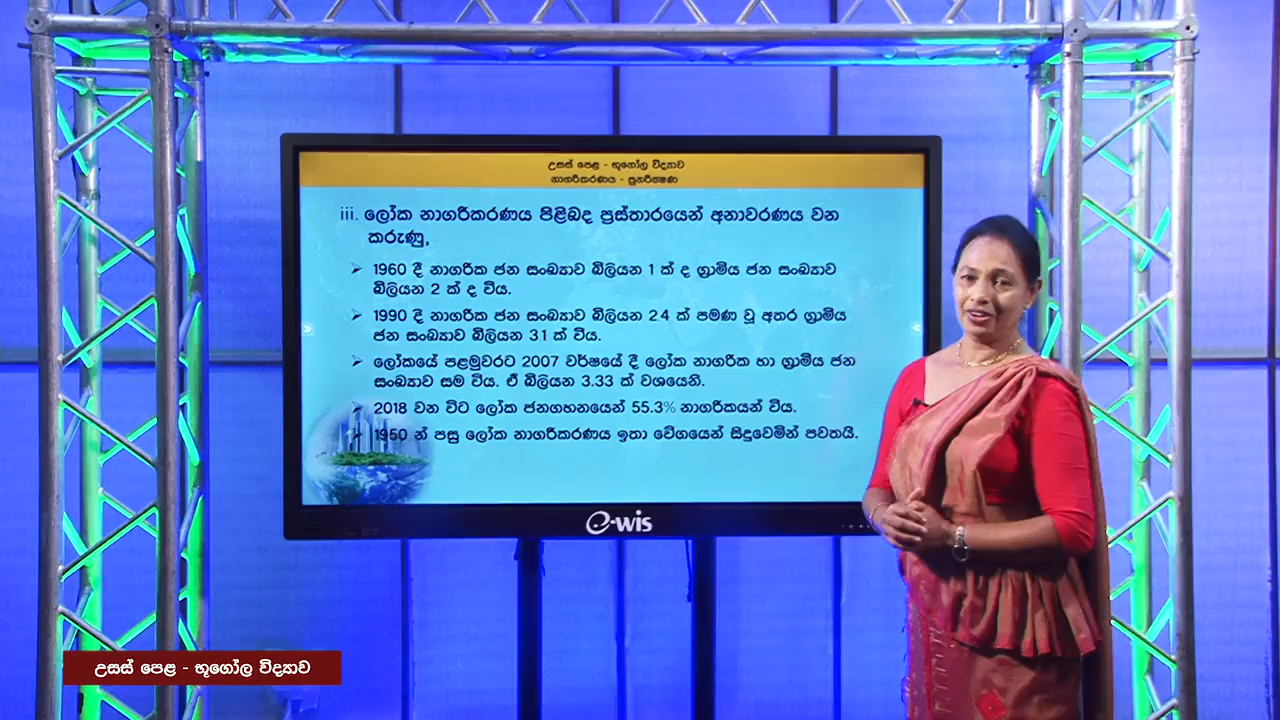 උසස් පෙළ - භූගෝල විද්‍යාව
නාගරීකරණය - පුනරීක්ෂණ
iii. ලෝක නාගරීකරණය පිළිබඳ ප්‍රස්තාරයෙන් අනාවරණය වන
කරුණු,
➢ 1960 දී නාගරික ජන සංඛ්‍යාව බිලියන 1 ක් ද ග්‍රාමීය ජන සංඛ්‍යාව
බිලියන 2 ක් ද විය.
➢ 1990 දී නාගරික ජන සංඛ්‍යාව බිලියන 2.4 ක් පමණ වූ අතර ග්‍රාමීය
ජන සංඛ්‍යාව බිලියන 3.1 ක් විය.
➢ ලෝකයේ පළමුවරට 2007 වර්ෂයේ දී ලෝක නාගරික හා ග්‍රාමීය ජන
සංඛ්‍යාව සම විය. ඒ බිලියන 3.33 ක් වශයෙනි.
➢ 2018 වන විට ලෝක ජනගහනයෙන් 55.3% නාගරිකයන් විය.
➢ 1950 න් පසු ලෝක නාගරීකරණය ඉතා වේගයෙන් සිදුවෙමින් පවතයි.
e-wis
උසස් පෙළ - භූගෝල විද්‍යාව